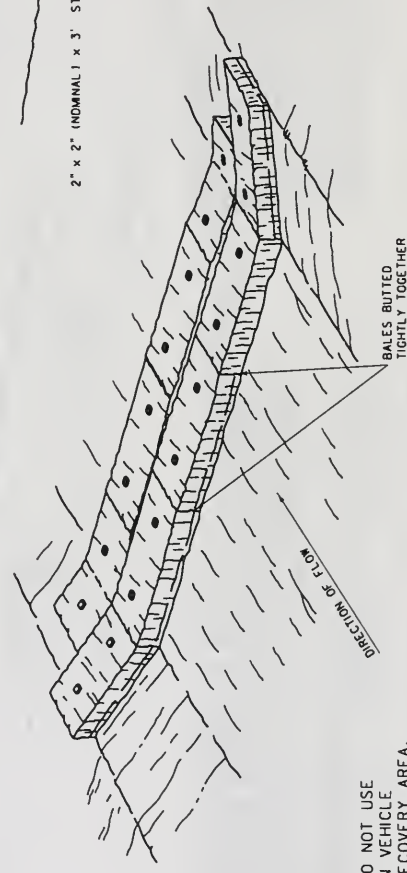 2" x 2" (NOMINAL) x 3' ST
BALES BUTTED
TIGHTLY TOGETHER
DIRECTION OF FLOW
O NOT USE
N VEHICLE
ECOVERY AREA.